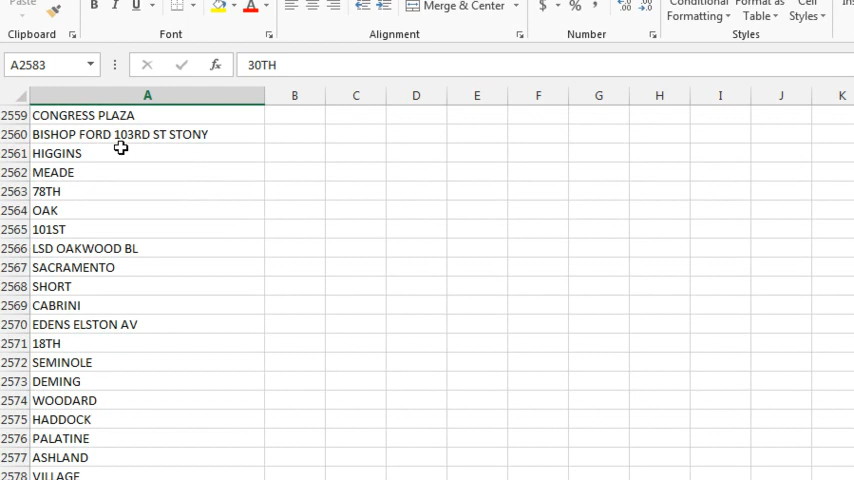 Paste
B I U
Merge & Center
$ % ,
Conditional Format as Cell
Formatting Table Styles
Clipboard Font Alignment Number Styles
A2583 fx 30TH
A B C D E F G H I J K
2559 CONGRESS PLAZA
2560 BISHOP FORD 103RD ST STONY
2561 HIGGINS
2562 MEADE
2563 78TH
2564 OAK
2565 101ST
2566 LSD OAKWOOD BL
2567 SACRAMENTO
2568 SHORT
2569 CABRINI
2570 EDENS ELSTON AV
2571 18TH
2572 SEMINOLE
2573 DEMING
2574 WOODARD
2575 HADDOCK
2576 PALATINE
2577 ASHLAND
2578 VILLAGE